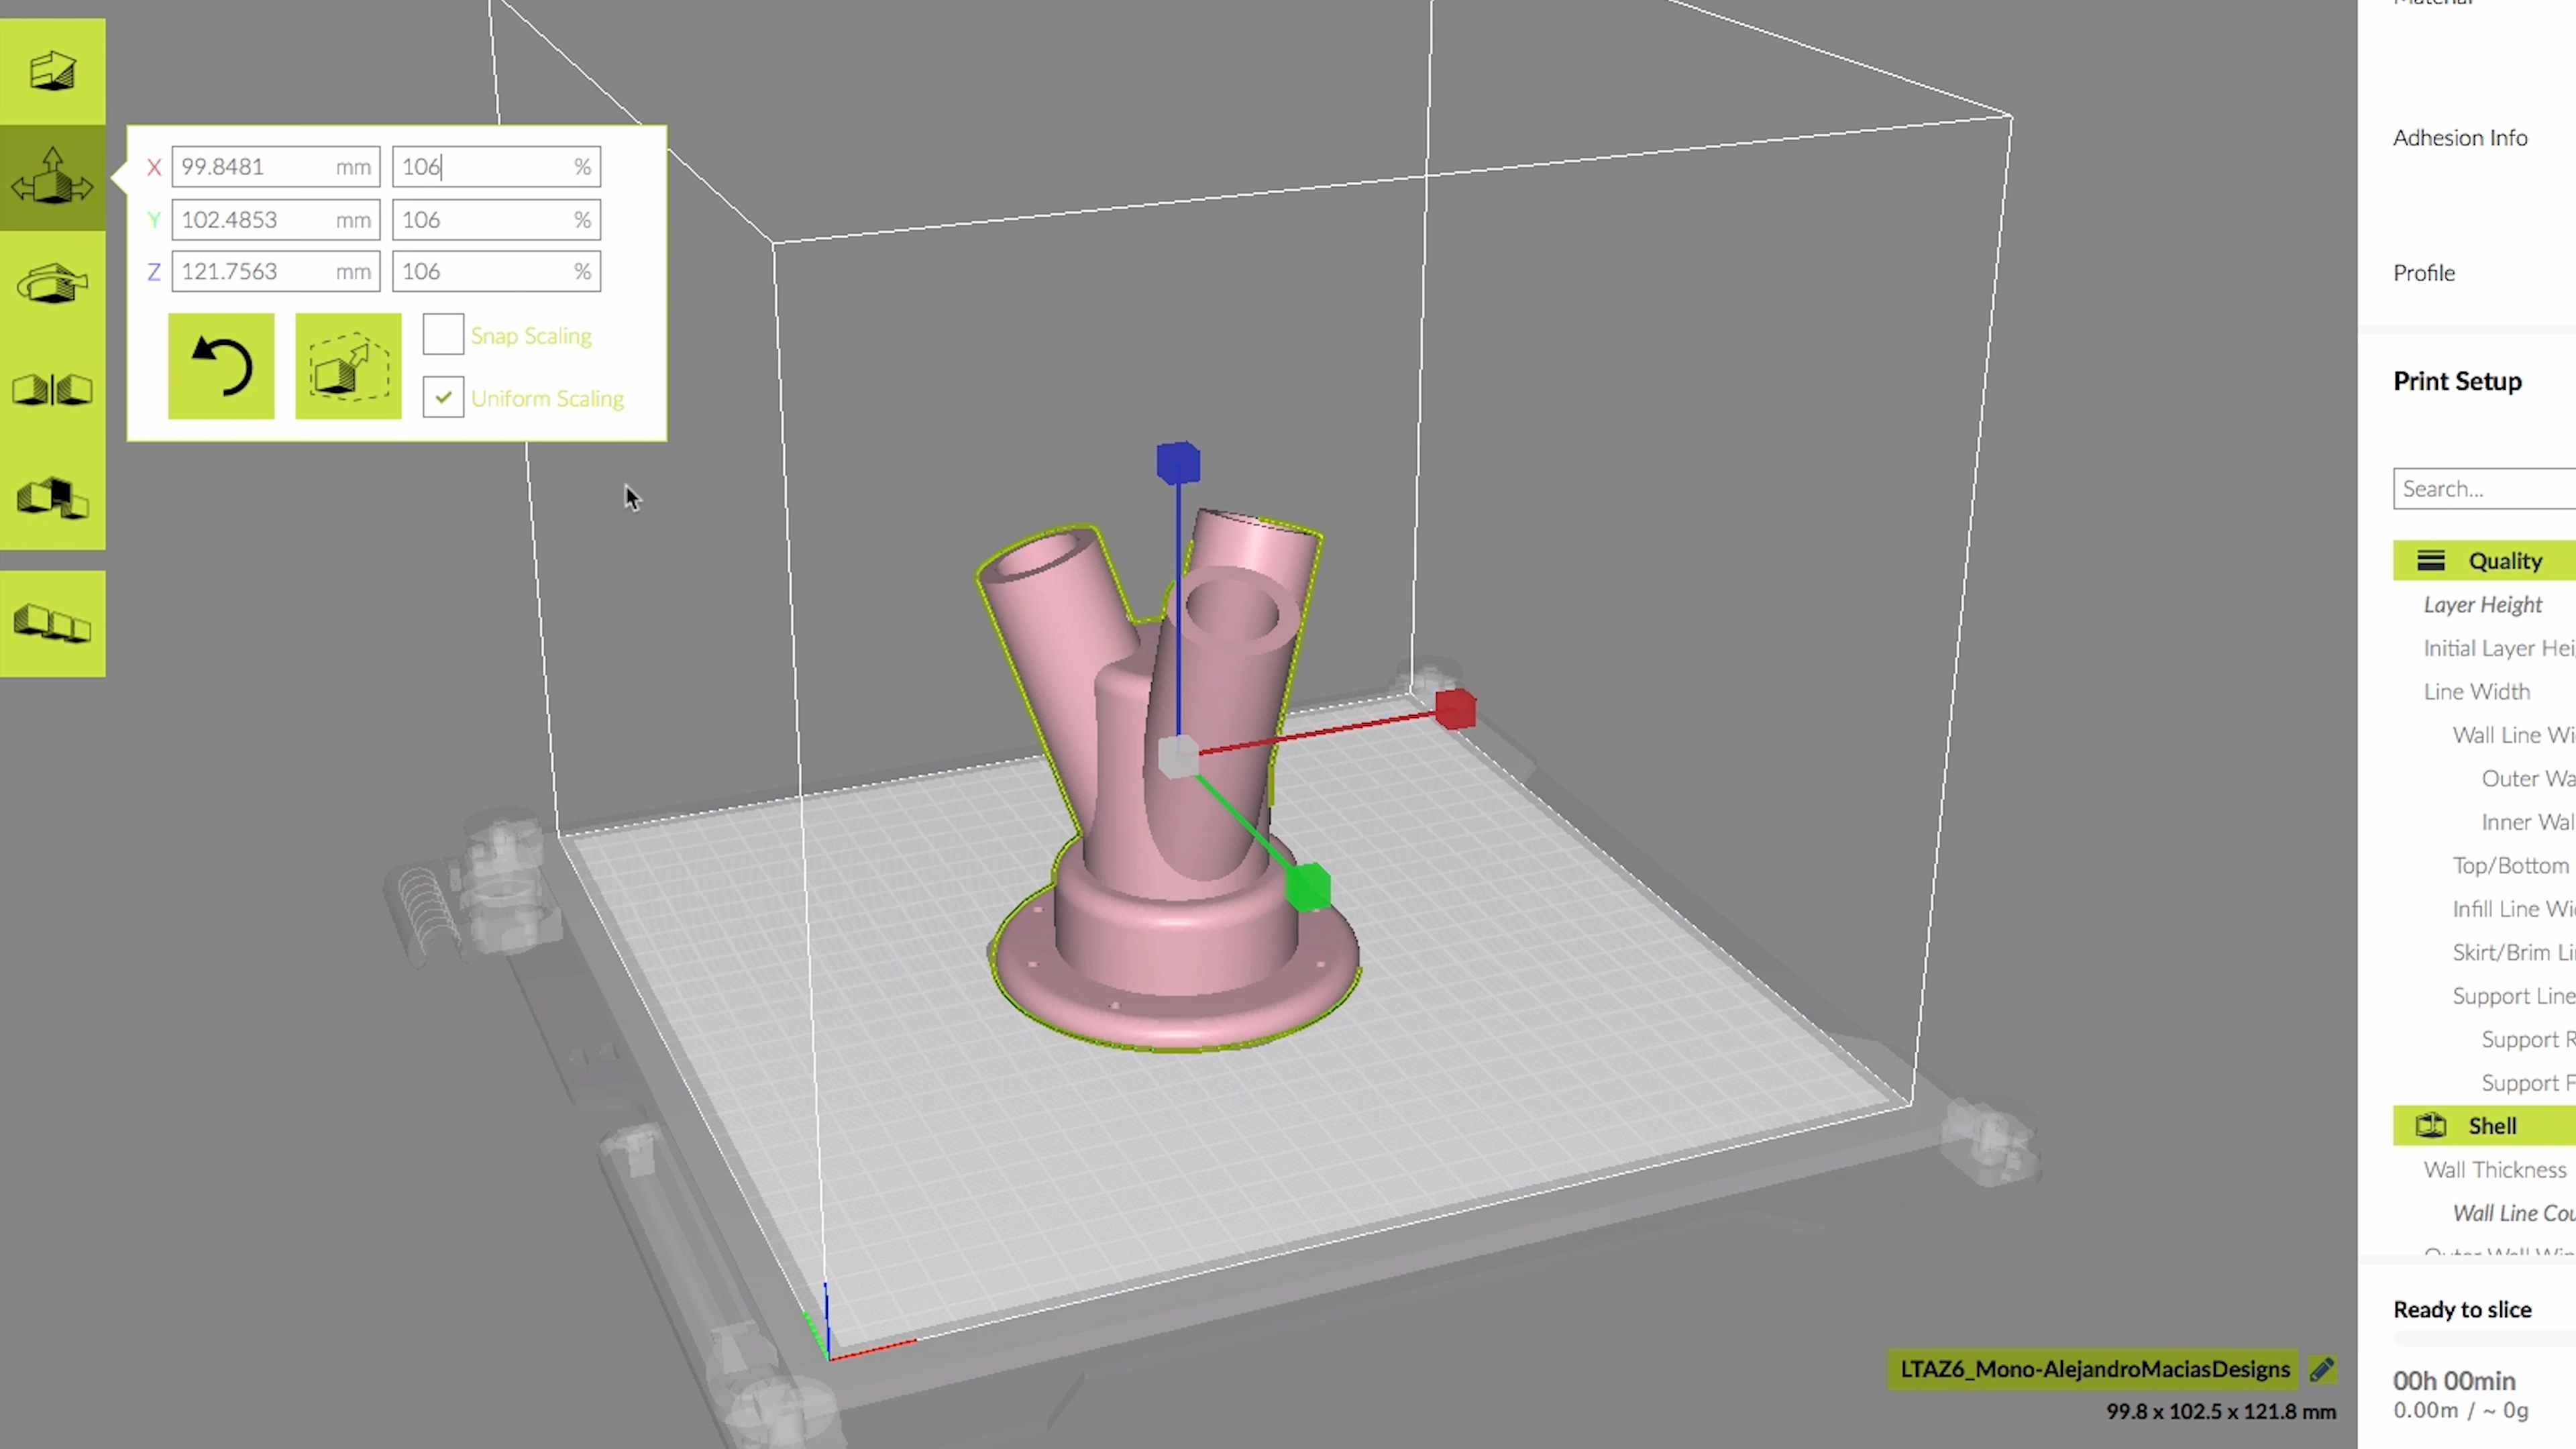 X 99.8481 mm 106 %
Y 102.4853 mm 106 %
Z 121.7563 mm 106 %
Snap Scaling
Uniform Scaling
Adhesion Info
Profile
Print Setup
Search...
Quality
Layer Height
Initial Layer Hei
Line Width
Wall Line Wi
Outer Wa
Inner Wal
Top/Bottom
Infill Line Wi
Skirt/Brim Li
Support Line
Support R
Support F
Shell
Wall Thickness
Wall Line Cou
Ready to slice
00h 00min
0.00m / ~ 0g
LTAZ6_Mono-AlejandroMaciasDesigns
99.8 x 102.5 x 121.8 mm